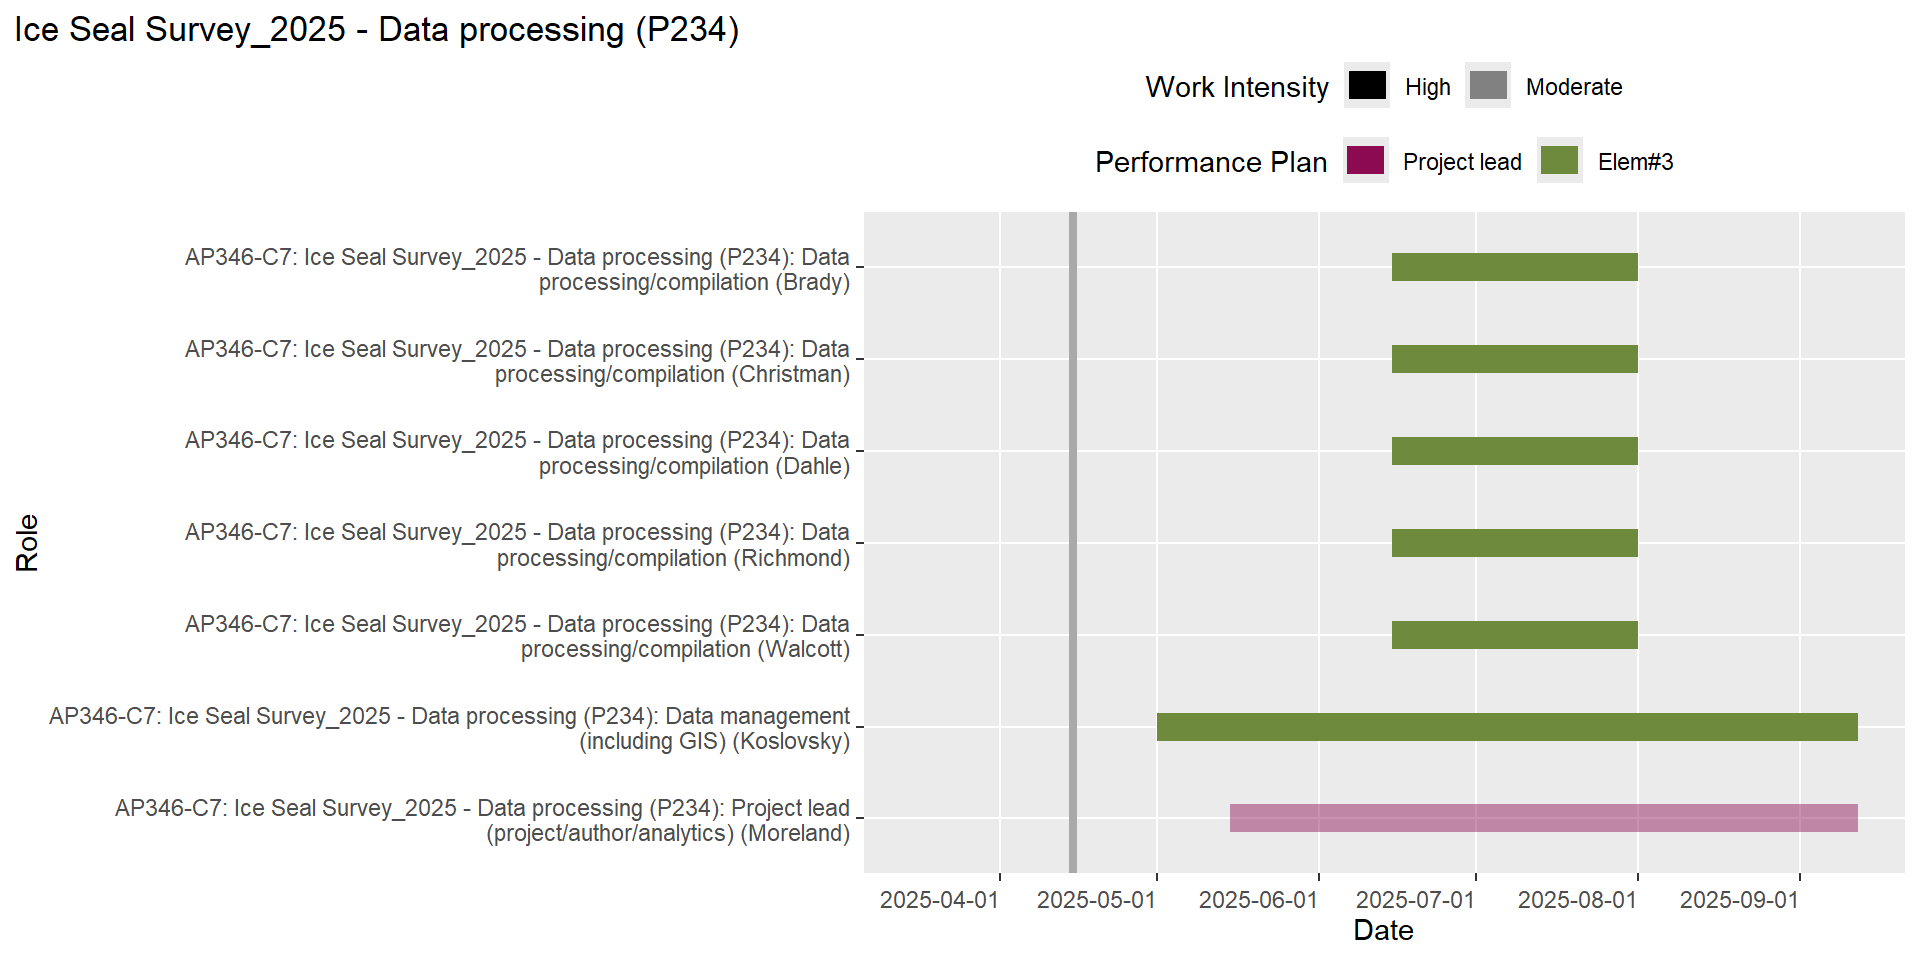 Ice Seal Survey_2025 - Data processing (P234)
Work Intensity High Moderate
Performance Plan Project lead Elem#3
Role
AP346-C7: Ice Seal Survey_2025 - Data processing (P234): Data
processing/compilation (Brady)
AP346-C7: Ice Seal Survey_2025 - Data processing (P234): Data
processing/compilation (Christman)
AP346-C7: Ice Seal Survey_2025 - Data processing (P234): Data
processing/compilation (Dahle)
AP346-C7: Ice Seal Survey_2025 - Data processing (P234): Data
processing/compilation (Richmond)
AP346-C7: Ice Seal Survey_2025 - Data processing (P234): Data
processing/compilation (Walcott)
AP346-C7: Ice Seal Survey_2025 - Data processing (P234): Data management
(including GIS) (Koslovsky)
AP346-C7: Ice Seal Survey_2025 - Data processing (P234): Project lead
(project/author/analytics) (Moreland)
2025-04-01 2025-05-01 2025-06-01 2025-07-01 2025-08-01 2025-09-01
Date